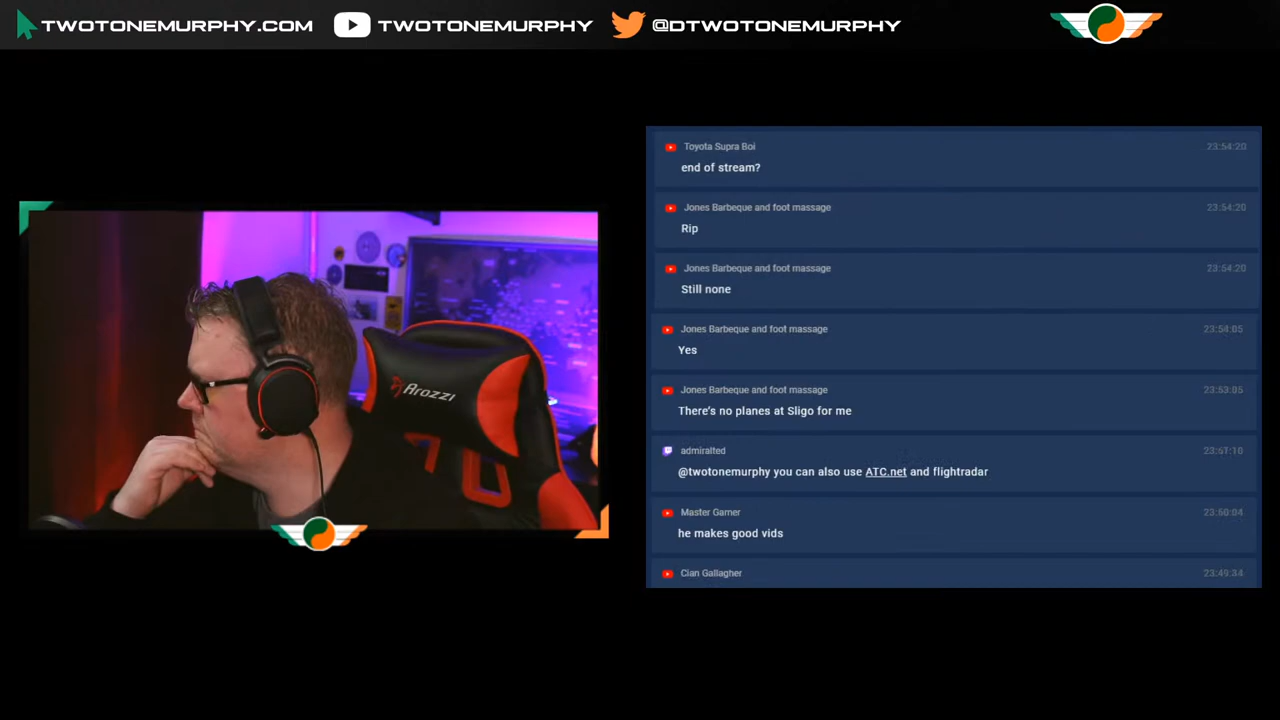 TWOTONEMURPHY.COM
TWOTONEMURPHY
@DTWOTONEMURPHY
Arozzi
Toyota Supra Boi
23:54:20
end of stream?
Jones Barbeque and foot massage
23:54:20
Rip
Jones Barbeque and foot massage
23:54:20
Still none
Jones Barbeque and foot massage
23:54:05
Yes
Jones Barbeque and foot massage
23:53:05
There's no planes at Sligo for me
admiralted
@twotonemurphy you can also use ATC.net and flightradar
Master Gamer
23:50:04
he makes good vids
Cian Gallagher
23:49:34